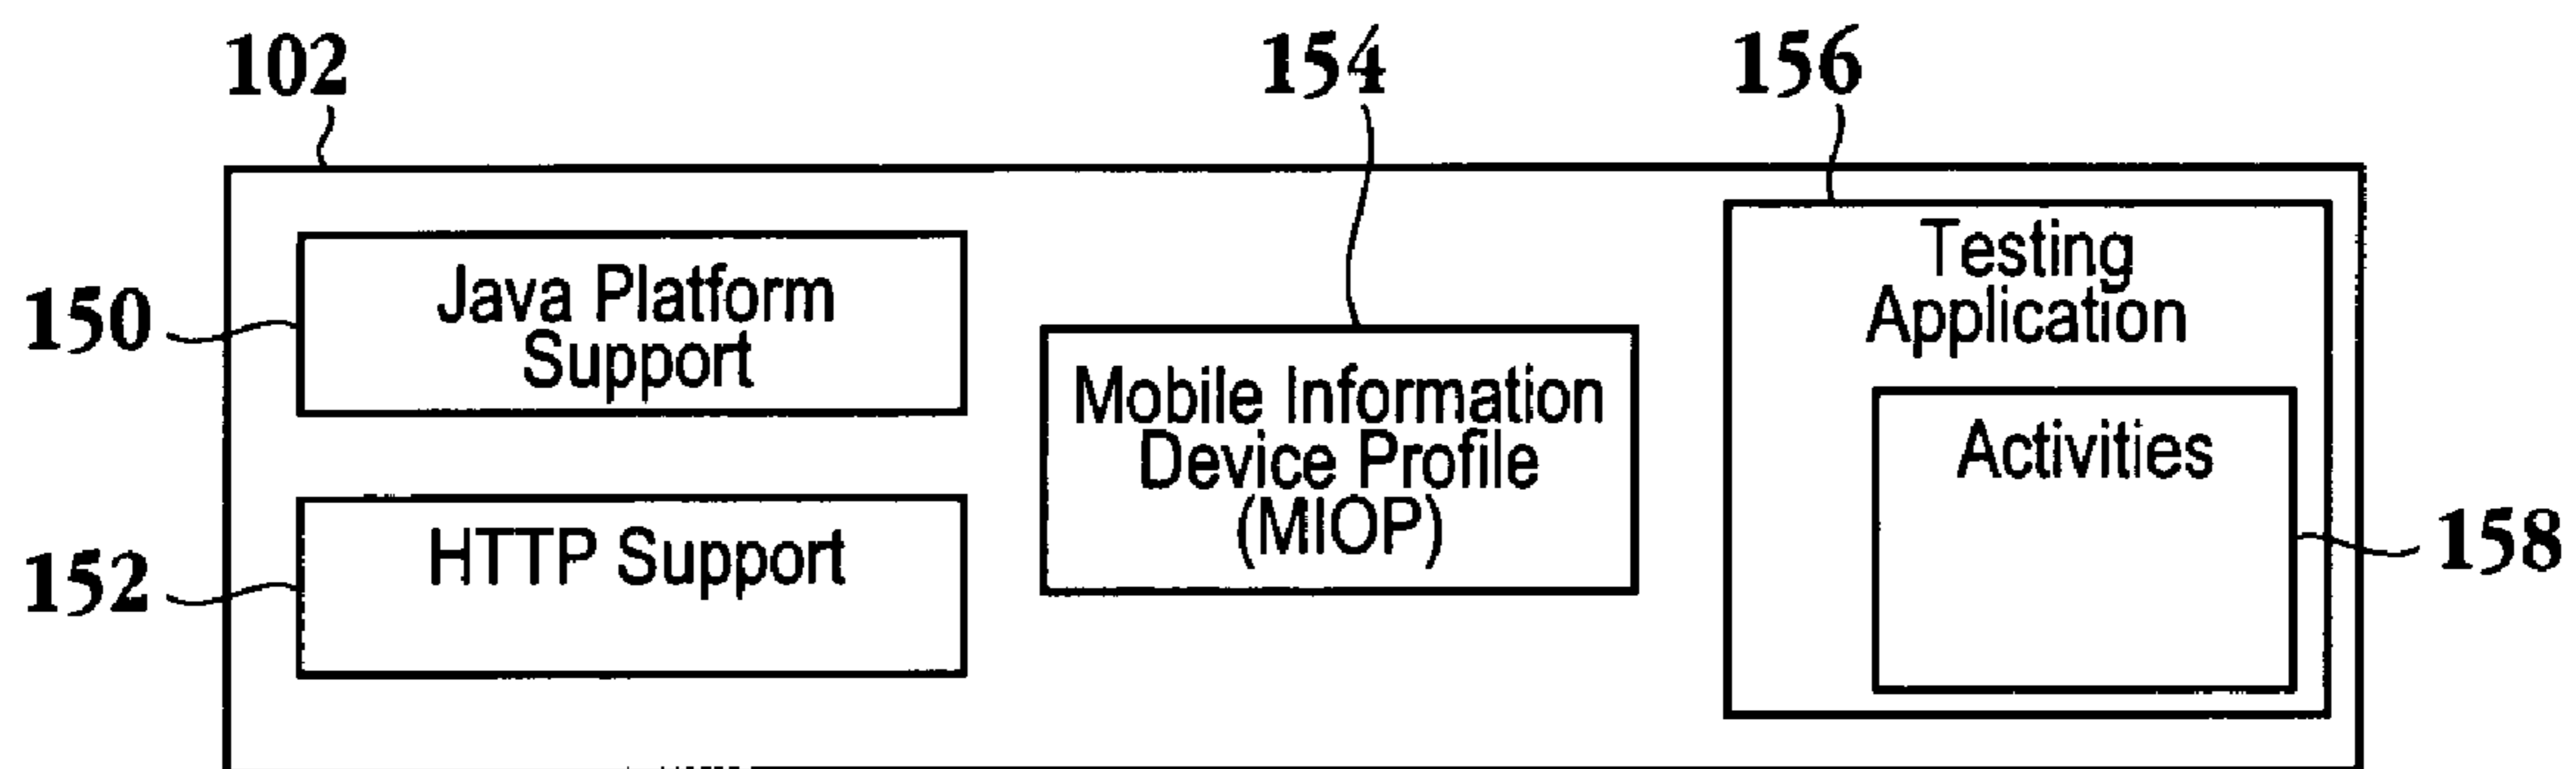 102
154
156
150
Java Platform
Support
152
HTTP Support
Mobile Information
Device Profile
(MIOP)
Testing
Application
Activities
158